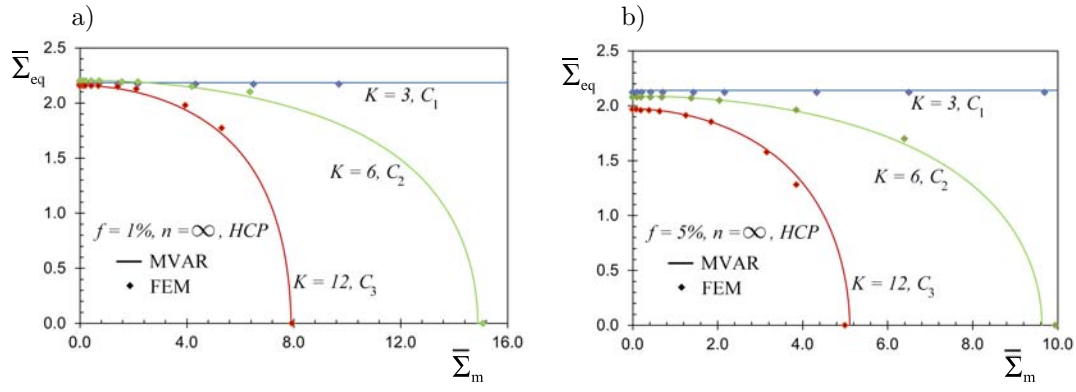 a)
Σ̅eq
2.5
2.0
1.5
1.0
0.5
0.0
0.0 4.0 8.0 12.0 16.0
Σ̅m
K = 3, C1
K = 6, C2
f = 1%, n = ∞ , HCP
MVAR
FEM
K = 12, C3
b)
Σ̅eq
2.5
2.0
1.5
1.0
0.5
0.0
0.0 2.0 4.0 6.0 8.0 10.0
Σ̅m
K = 3, C1
K = 6, C2
f = 5%, n = ∞ , HCP
MVAR
FEM
K = 12, C3